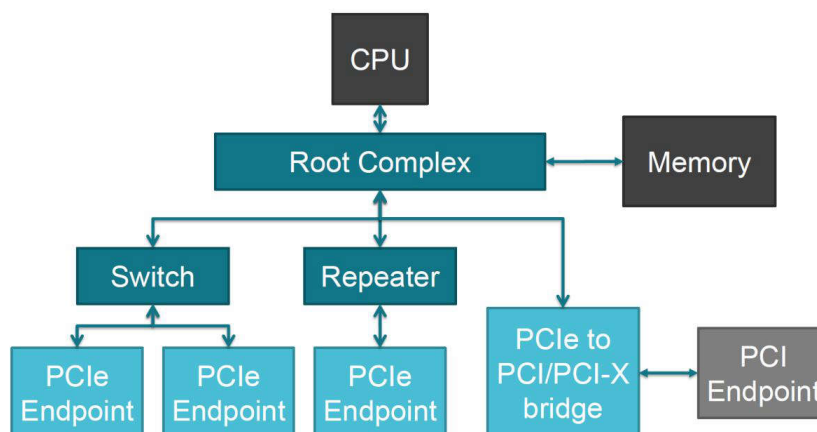 CPU
Root Complex
Memory
Switch
Repeater
PCIe
Endpoint
PCIe
Endpoint
PCIe
Endpoint
PCIe to
PCI/PCI-X
bridge
PCI
Endpoint